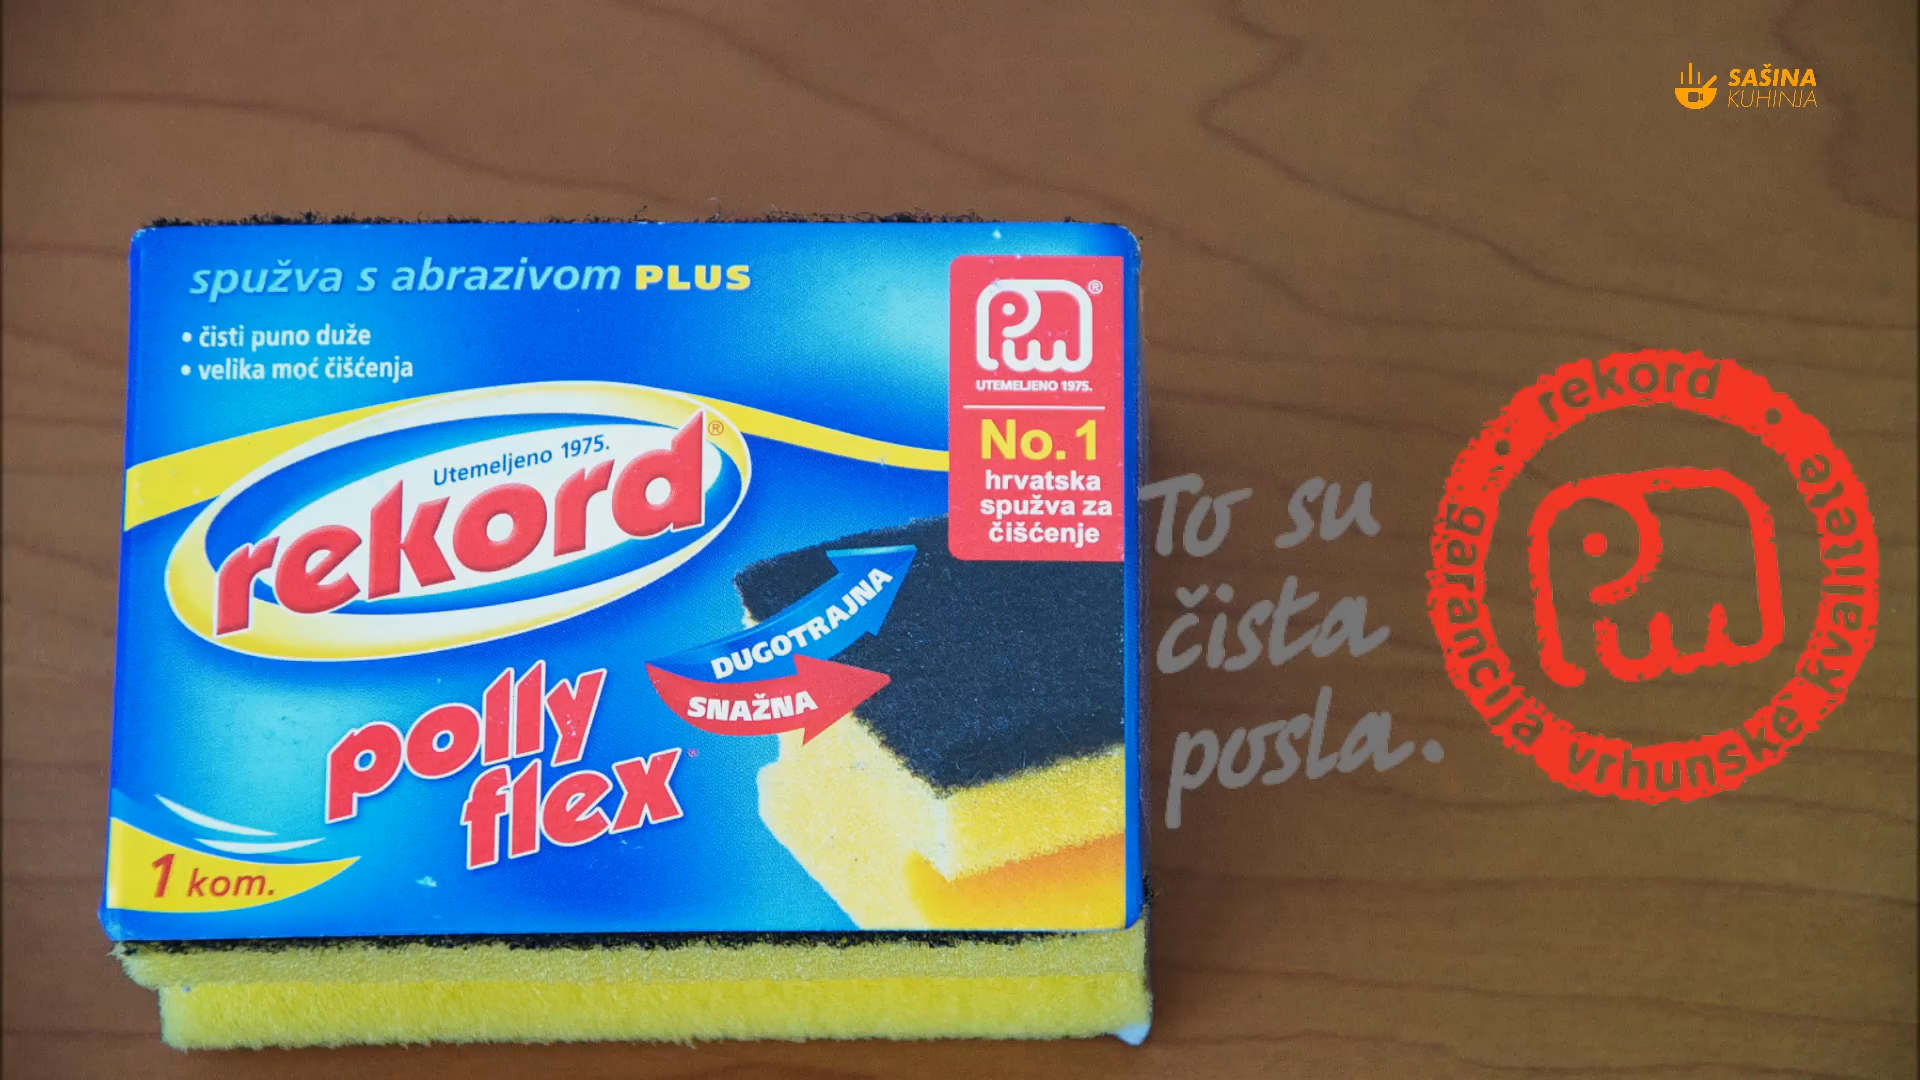 SAŠINA
KUHINJA
spužva s abrazivom PLUS
• čisti puno duže
• velika moć čišćenja
Utemeljeno 1975.
rekord®
polly
flex
DUGOTRAJNA
SNAŽNA
1 kom.
®
UTEMELJENO 1975.
No.1
hrvatska
spužva za
čišćenje
To su
čista
posla.
• rekord • garancija vrhunske kvalitate